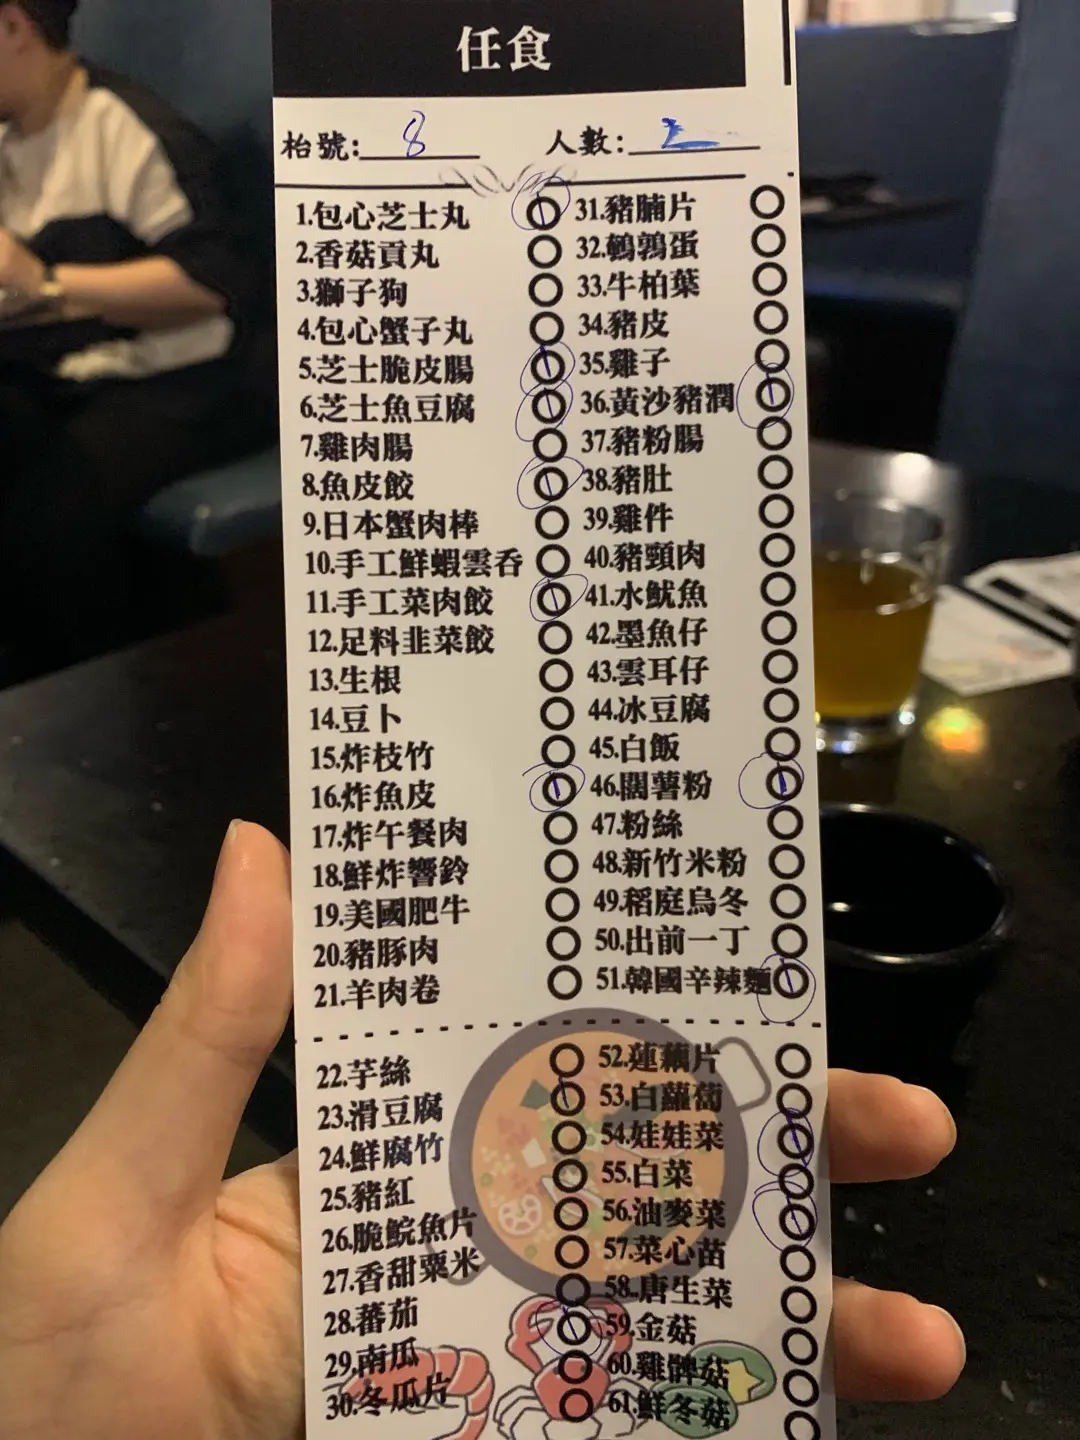 任食
枱號: 8 人數: 2
1.包心芝士丸
2.香菇貢丸
3.獅子狗
4.包心蟹子丸
5.芝士脆皮腸
6.芝士魚豆腐
7.雞肉腸
8.魚皮餃
9.日本蟹肉棒
10.手工鮮蝦雲吞
11.手工菜肉餃
12.足料韭菜餃
13.生根
14.豆卜
15.炸枝竹
16.炸魚皮
17.炸午餐肉
18.鮮炸響鈴
19.美國肥牛
20.豬豚肉
21.羊肉卷
22.芋絲
23.滑豆腐
24.鮮腐竹
25.豬紅
26.脆鯇魚片
27.香甜粟米
28.蕃茄
29.南瓜
30.冬瓜片
31.豬腩片
32.鵪鶉蛋
33.牛柏葉
34.豬皮
35.雞子
36.黃沙豬潤
37.豬粉腸
38.豬肚
39.雞件
40.豬頸肉
41.水魷魚
42.墨魚仔
43.雲耳仔
44.冰豆腐
45.白飯
46.闊薯粉
47.粉絲
48.新竹米粉
49.稻庭烏冬
50.出前一丁
51.韓國辛辣麵
52.蓮藕片
53.白蘿蔔
54.娃娃菜
55.白菜
56.油麥菜
57.菜心苗
58..唐生菜
59.金菇
60.雞髀菇
61.鮮冬菇